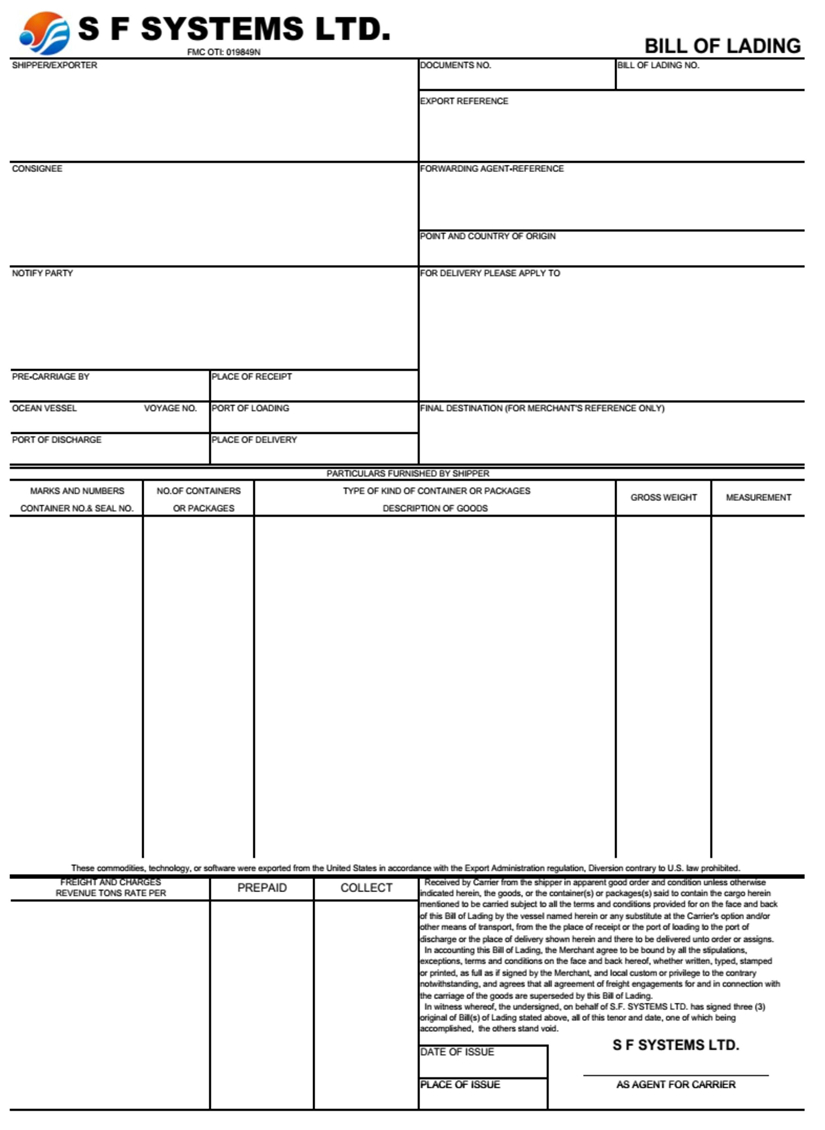 S F SYSTEMS LTD.
FMC OTI: 019849N
BILL OF LADING
SHIPPER/EXPORTER
DOCUMENTS NO.
BILL OF LADING NO.
EXPORT REFERENCE
CONSIGNEE
FORWARDING AGENT-REFERENCE
POINT AND COUNTRY OF ORIGIN
NOTIFY PARTY
FOR DELIVERY PLEASE APPLY TO
PRE-CARRIAGE BY
PLACE OF RECEIPT
OCEAN VESSEL
VOYAGE NO.
PORT OF LOADING
FINAL DESTINATION (FOR MERCHANT'S REFERENCE ONLY)
PORT OF DISCHARGE
PLACE OF DELIVERY
PARTICULARS FURNISHED BY SHIPPER
MARKS AND NUMBERS
CONTAINER NO.& SEAL NO.
NO.OF CONTAINERS
OR PACKAGES
TYPE OF KIND OF CONTAINER OR PACKAGES
DESCRIPTION OF GOODS
GROSS WEIGHT
MEASUREMENT
These commodities, technology, or software were exported from the United States in accordance with the Export Administration regulation, Diversion contrary to U.S. law prohibited.
FREIGHT AND CHARGES
REVENUE TONS RATE PER
PREPAID
COLLECT
Received by Carrier from the shipper in apparent good order and condition unless otherwise
indicated herein, the goods, or the container(s) or packages(s) said to contain the cargo herein
mentioned to be carried subject to all the terms and conditions provided for on the face and back
of this Bill of Lading by the vessel named herein or any substitute at the Carrier's option and/or
other means of transport, from the the place of receipt or the port of loading to the port of
discharge or the place of delivery shown herein and there to be delivered unto order or assigns.
In accounting this Bill of Lading, the Merchant agree to be bound by all the stipulations,
exceptions, terms and conditions on the face and back hereof, whether written, typed, stamped
or printed, as full as if signed by the Merchant, and local custom or privilege to the contrary
notwithstanding, and agrees that all agreement of freight engagements for and in connection with
the carriage of the goods are superseded by this Bill of Lading.
In witness whereof, the undersigned, on behalf of S.F. SYSTEMS LTD. has signed three (3)
original of Bill(s) of Lading stated above, all of this tenor and date, one of which being
accomplished, the others stand void.
S F SYSTEMS LTD.
DATE OF ISSUE
PLACE OF ISSUE
AS AGENT FOR CARRIER